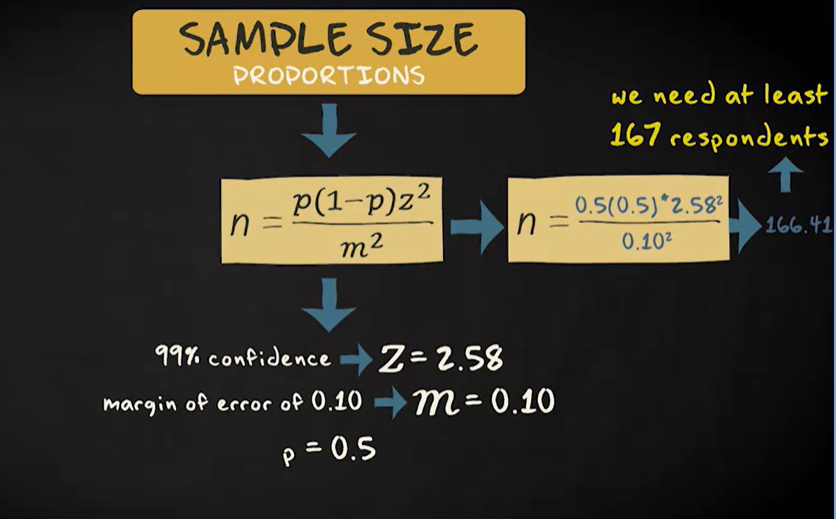 SAMPLE SIZE
PROPORTIONS
we need at least
167 respondents
n = p(1−p)z² / m²
n = 0.5(0.5)*2.58² / 0.10²
166.41
99% confidence → Z = 2.58
margin of error of 0.10 → m = 0.10
p = 0.5